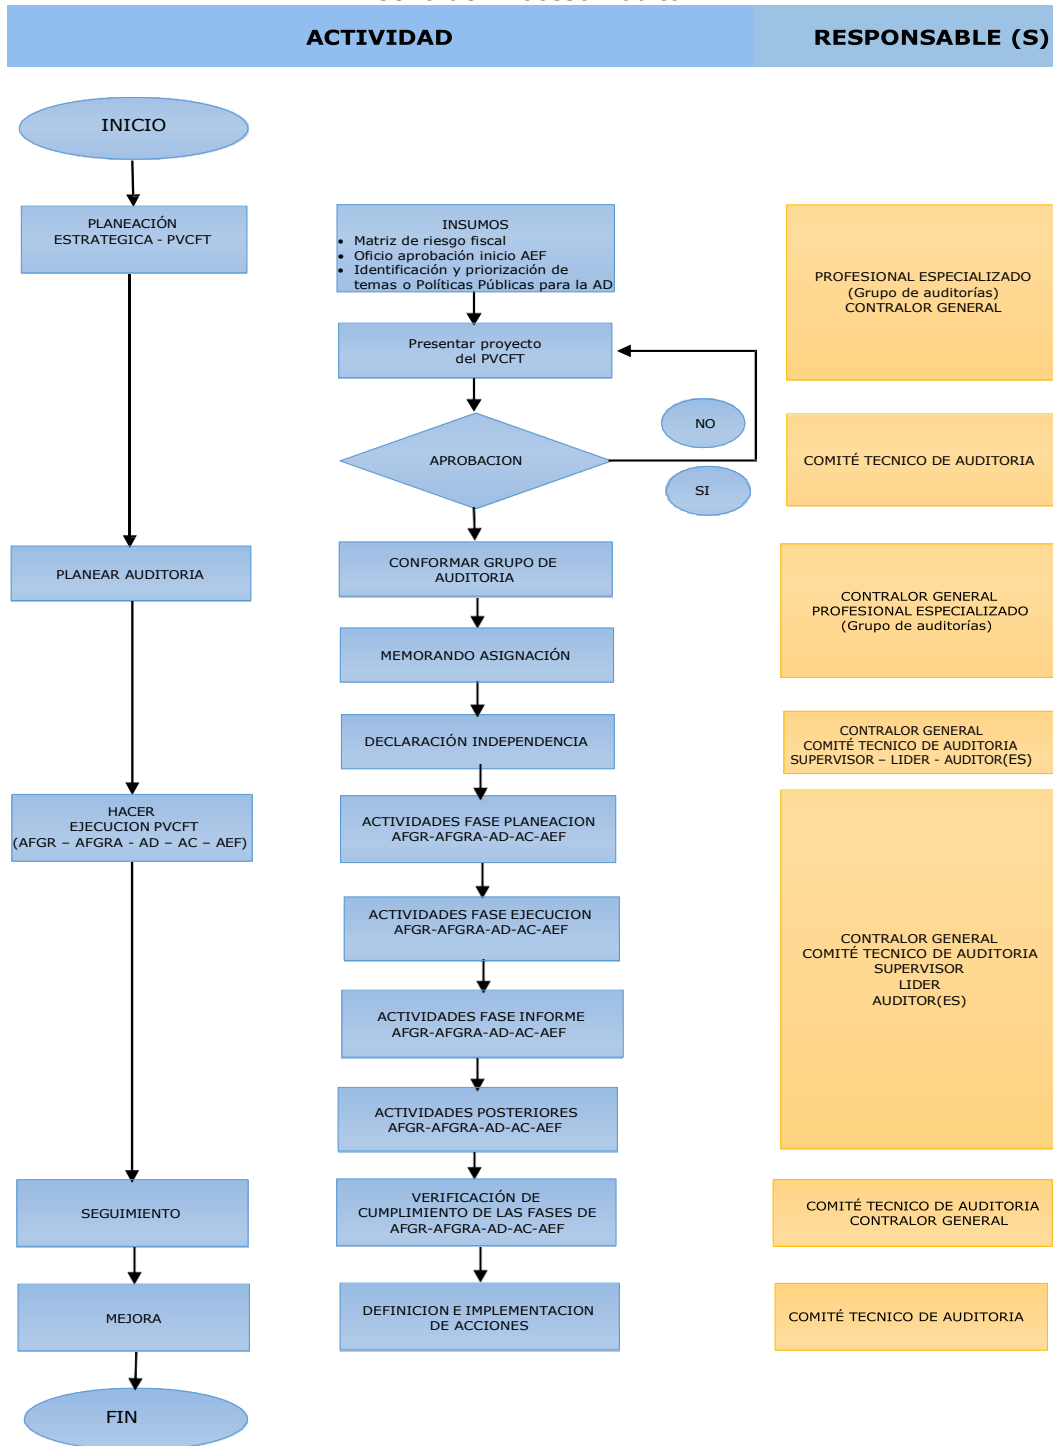 ACTIVIDAD
RESPONSABLE (S)
INICIO
PLANEACIÓN
ESTRATEGICA - PVCFT
INSUMOS
• Matriz de riesgo fiscal
• Oficio aprobación inicio AEF
• Identificación y priorización de
temas o Políticas Públicas para la AD
PROFESIONAL ESPECIALIZADO
(Grupo de auditorías)
CONTRALOR GENERAL
Presentar proyecto
del PVCFT
NO
APROBACION
COMITÉ TECNICO DE AUDITORIA
SI
PLANEAR AUDITORIA
CONFORMAR GRUPO DE
AUDITORIA
CONTRALOR GENERAL
PROFESIONAL ESPECIALIZADO
(Grupo de auditorías)
MEMORANDO ASIGNACIÓN
DECLARACIÓN INDEPENDENCIA
CONTRALOR GENERAL
COMITÉ TECNICO DE AUDITORIA
SUPERVISOR – LIDER - AUDITOR(ES)
HACER
EJECUCION PVCFT
(AFGR – AFGRA - AD – AC – AEF)
ACTIVIDADES FASE PLANEACION
AFGR-AFGRA-AD-AC-AEF
ACTIVIDADES FASE EJECUCION
AFGR-AFGRA-AD-AC-AEF
CONTRALOR GENERAL
COMITÉ TECNICO DE AUDITORIA
SUPERVISOR
LIDER
AUDITOR(ES)
ACTIVIDADES FASE INFORME
AFGR-AFGRA-AD-AC-AEF
ACTIVIDADES POSTERIORES
AFGR-AFGRA-AD-AC-AEF
SEGUIMIENTO
VERIFICACIÓN DE
CUMPLIMIENTO DE LAS FASES DE
AFGR-AFGRA-AD-AC-AEF
COMITÉ TECNICO DE AUDITORIA
CONTRALOR GENERAL
MEJORA
DEFINICION E IMPLEMENTACION
DE ACCIONES
COMITÉ TECNICO DE AUDITORIA
FIN